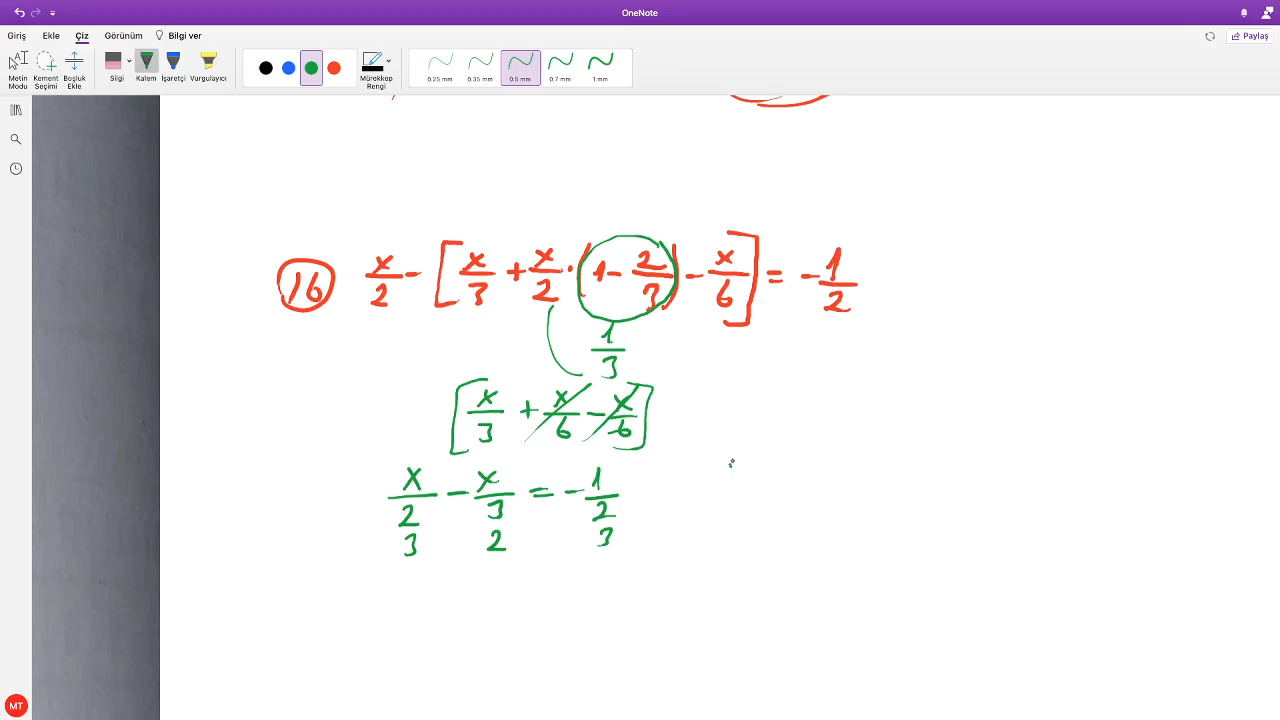 OneNote
Giriş Ekle Çiz Görünüm Bilgi ver Paylaş
Metin Modu Kement Seçimi Boşluk Ekle Silgi Kalem İşaretçi Vurgulayıcı Mürekkep Rengi 0.25 mm 0.35 mm 0.5 mm 0.7 mm 1 mm
16 x/2 - [x/3 + x/2 · (1 - 2/3) - x/6] = -1/2
1/3
[x/3 + x/6 - x/6]
x/2 - x/3 = -1/2
3 2 3
MT